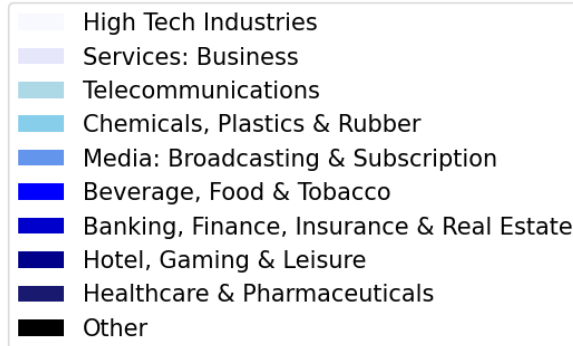 High Tech Industries
Services: Business
Telecommunications
Chemicals, Plastics & Rubber
Media: Broadcasting & Subscription
Beverage, Food & Tobacco
Banking, Finance, Insurance & Real Estate
Hotel, Gaming & Leisure
Healthcare & Pharmaceuticals
Other